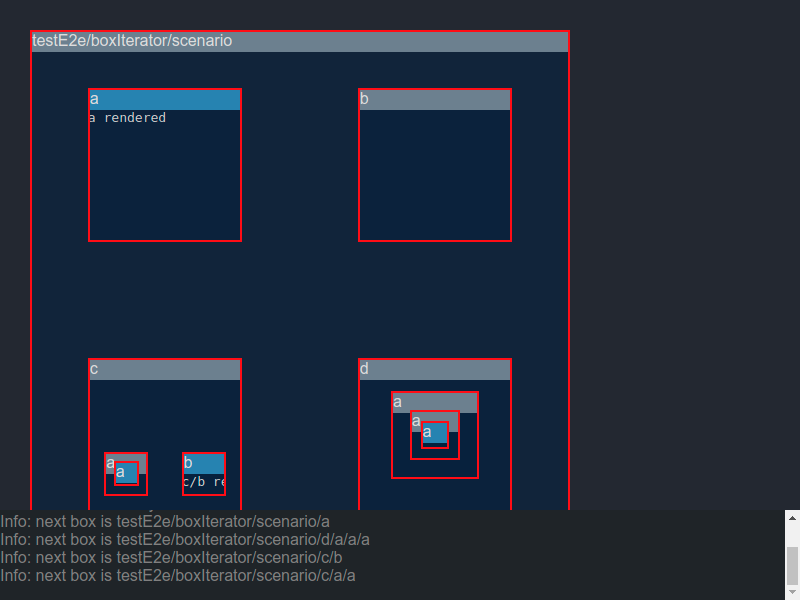 testE2e/boxIterator/scenario
a
b
a rendered
c
d
a
a
a
a
a
b
c/b re
Info: next box is testE2e/boxIterator/scenario/a
Info: next box is testE2e/boxIterator/scenario/d/a/a/a
Info: next box is testE2e/boxIterator/scenario/c/b
Info: next box is testE2e/boxIterator/scenario/c/a/a